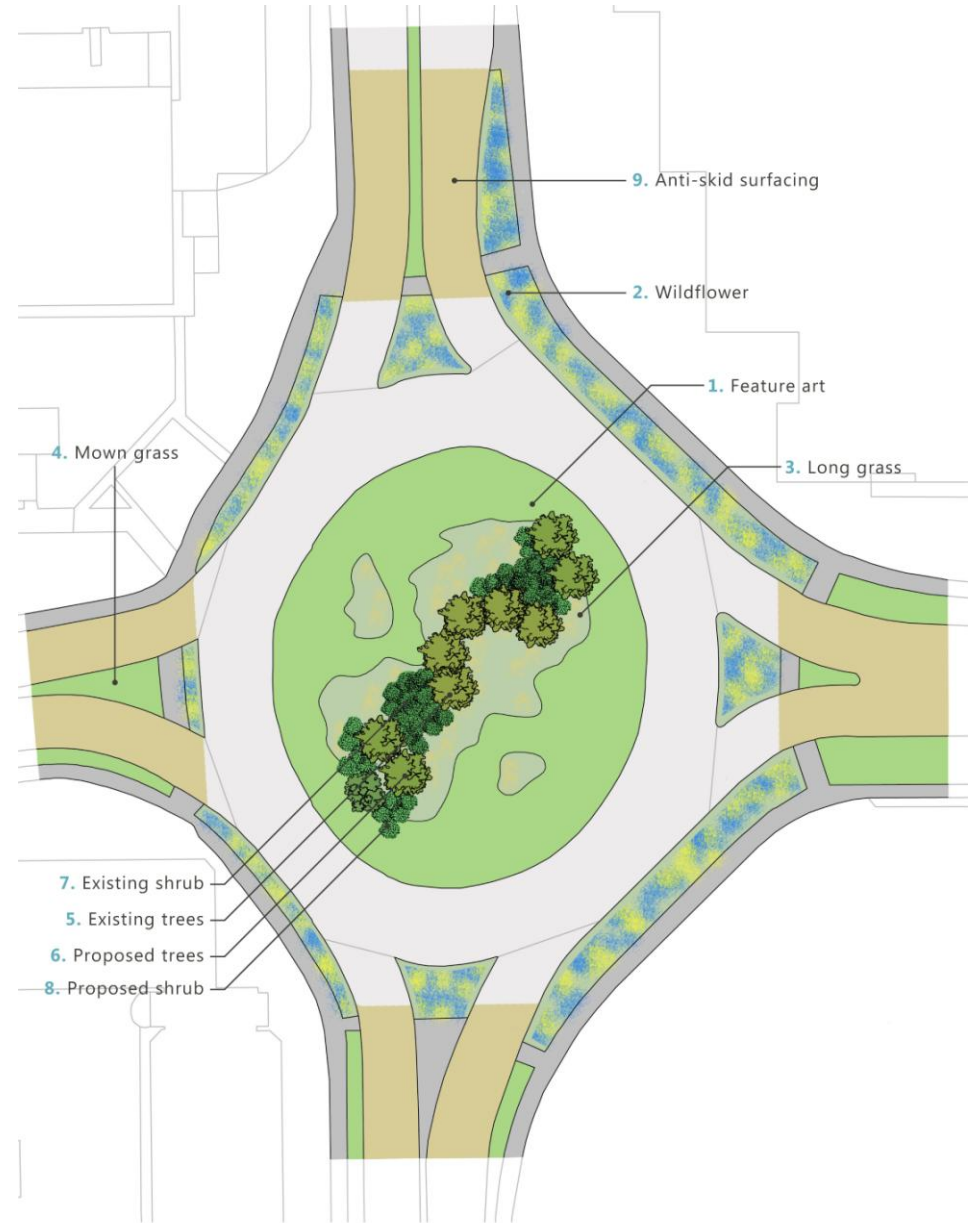 9. Anti-skid surfacing
2. Wildflower
1. Feature art
4. Mown grass
3. Long grass
7. Existing shrub
5. Existing trees
6. Proposed trees
8. Proposed shrub